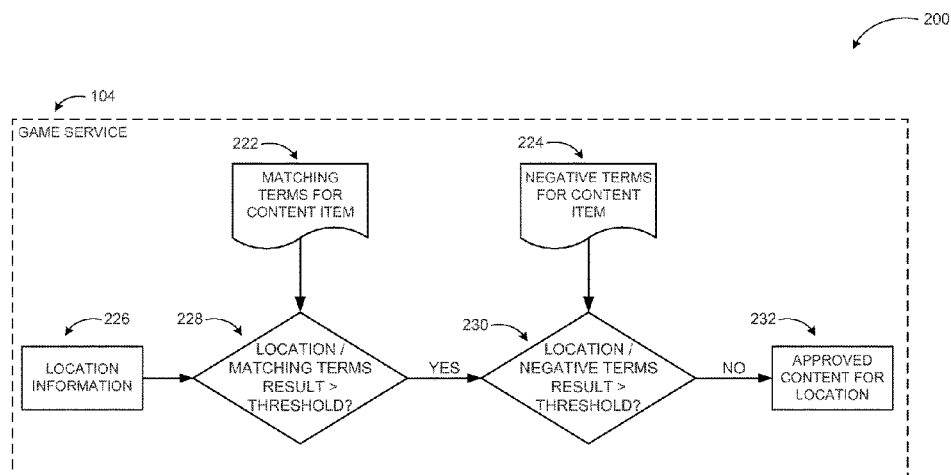 200
104
GAME SERVICE
222
MATCHING
TERMS FOR
CONTENT ITEM
224
NEGATIVE TERMS
FOR CONTENT
ITEM
226
LOCATION
INFORMATION
228
LOCATION /
MATCHING TERMS
RESULT >
THRESHOLD?
YES
230
LOCATION /
NEGATIVE TERMS
RESULT >
THRESHOLD?
NO
232
APPROVED
CONTENT FOR
LOCATION